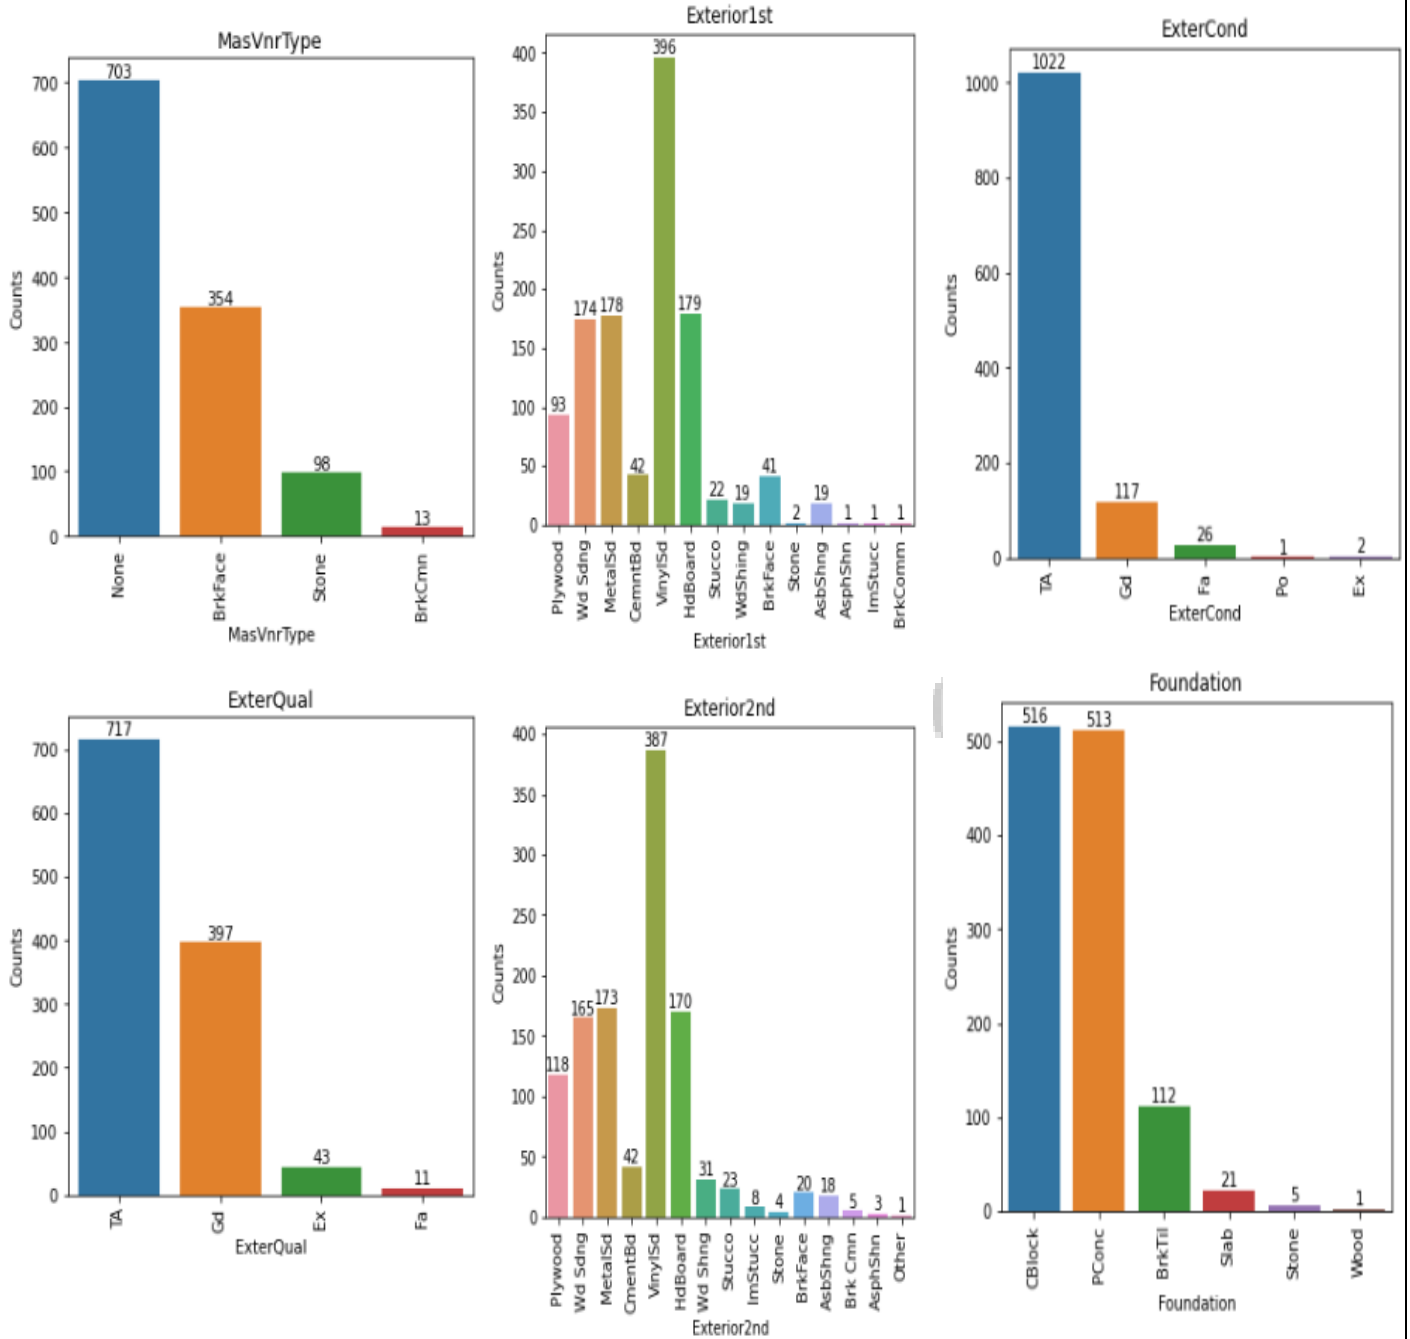 MasVnrType
Counts
700
600
500
400
300
200
100
0
703
354
98
13
None
BrkFace
Stone
BrkCmn
MasVnrType
Exterior1st
Counts
400
350
300
250
200
150
100
50
0
93
174
178
42
396
179
22
19
41
2
19
1
1
1
Plywood
Wd Sdng
MetalSd
CemntBd
VinylSd
HdBoard
Stucco
WdShing
BrkFace
Stone
AsbShng
AsphShn
ImStucc
BrkComm
Exterior1st
ExterCond
Counts
1000
800
600
400
200
0
1022
117
26
1
2
TA
Gd
Fa
Po
Ex
ExterCond
ExterQual
Counts
700
600
500
400
300
200
100
0
717
397
43
11
TA
Gd
Ex
Fa
ExterQual
Exterior2nd
Counts
400
350
300
250
200
150
100
50
0
118
165
173
42
387
170
31
23
8
4
20
18
5
3
1
Plywood
Wd Sdng
MetalSd
CmentBd
VinylSd
HdBoard
Wd Shng
Stucco
ImStucc
Stone
BrkFace
AsbShng
Brk Cmn
AsphShn
Other
Exterior2nd
Foundation
Counts
500
400
300
200
100
0
516
513
112
21
5
1
CBlock
PConc
BrkTil
Slab
Stone
Wood
Foundation